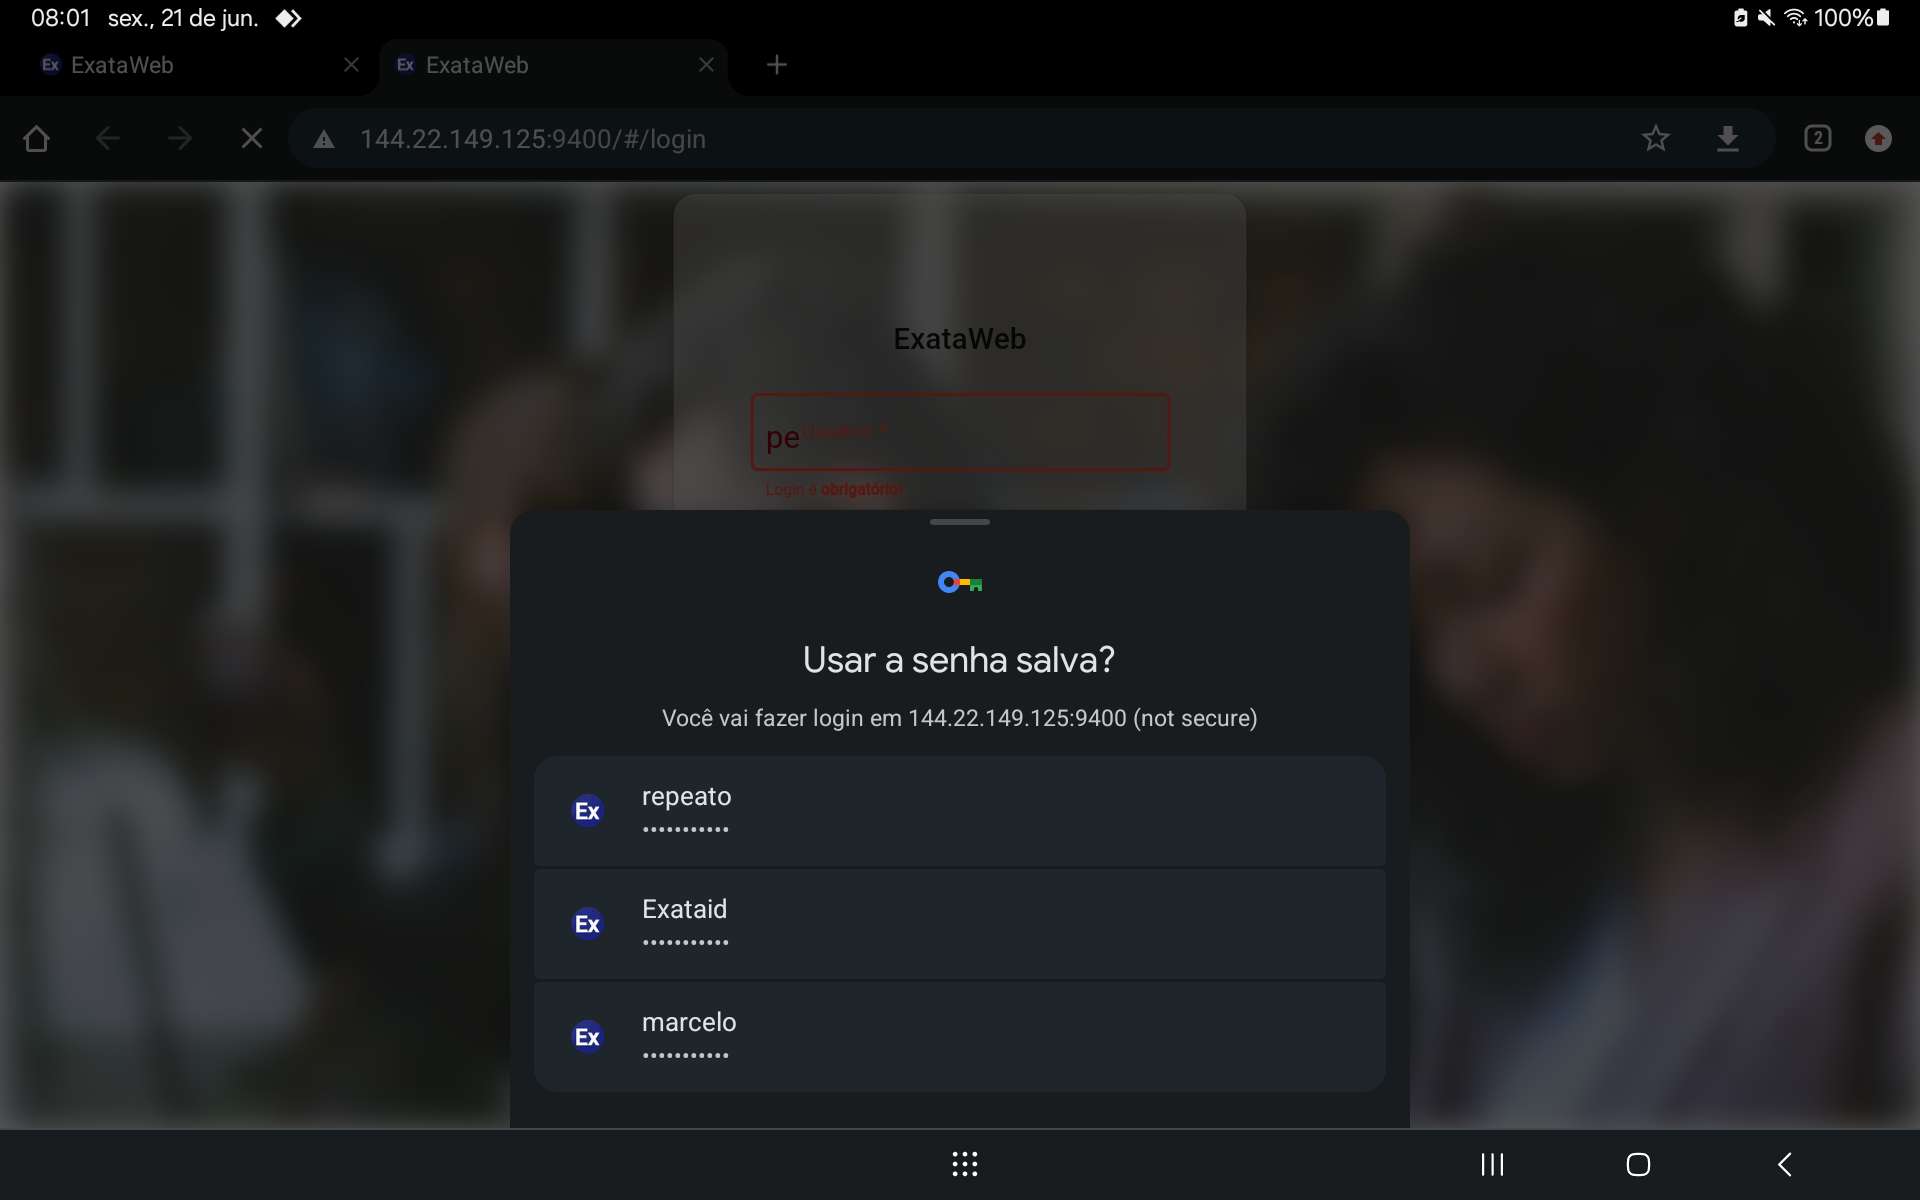 08:01 sex., 21 de jun. 100%
Ex ExataWeb
Ex ExataWeb
144.22.149.125:9400/#/login
2
ExataWeb
pe
Login é obrigatório!
Usar a senha salva?
Você vai fazer login em 144.22.149.125:9400 (not secure)
Ex repeato
•••••••••••
Ex Exataid
•••••••••••
Ex marcelo
•••••••••••